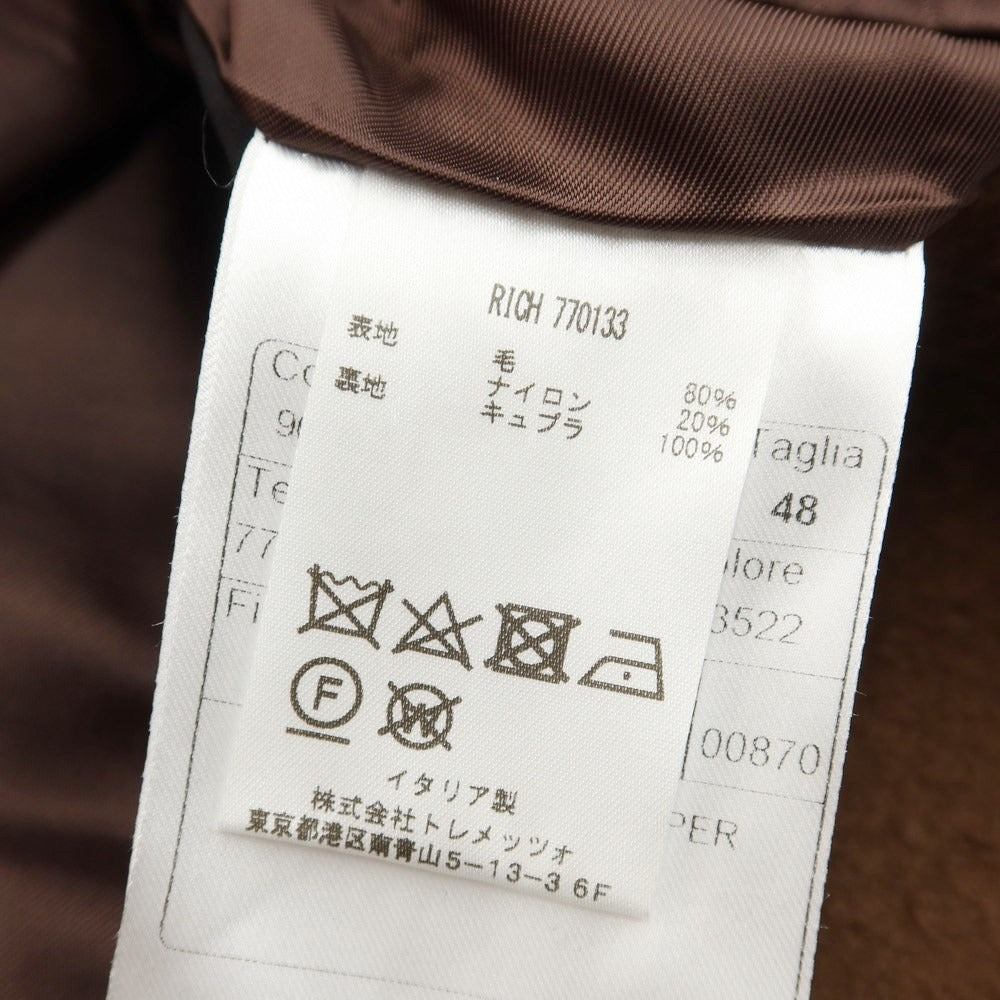 RICH 770133
表地
毛
80%
ナイロン
20%
裏地
キュプラ
100%
F
W
イタリア製
株式会社トレメッツォ
東京都港区南青山5-13-3 6F
Taglia
48
3522
00870